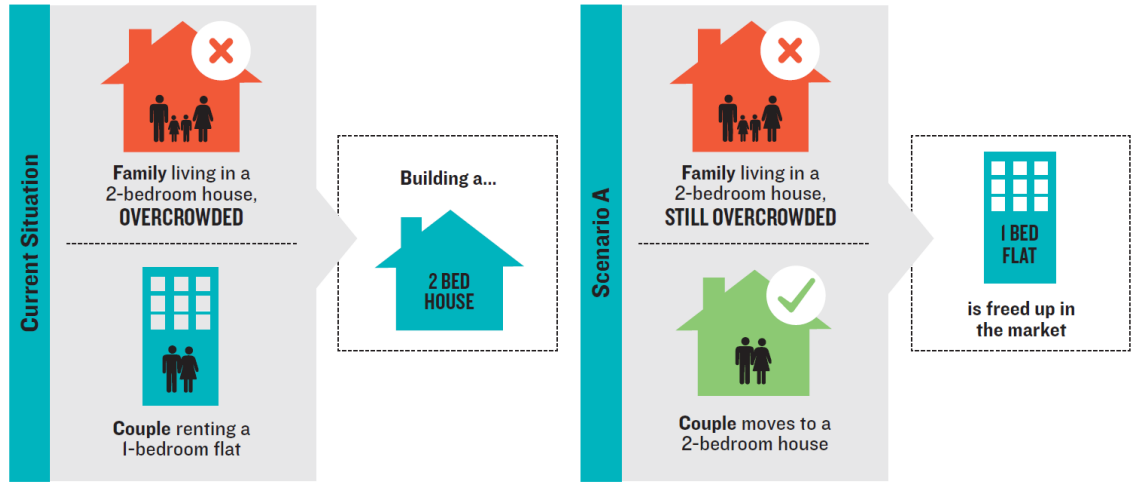 Current Situation
Family living in a
2-bedroom house,
OVERCROWDED
Couple renting a
1-bedroom flat
Building a...
2 BED
HOUSE
Scenario A
Family living in a
2-bedroom house,
STILL OVERCROWDED
Couple moves to a
2-bedroom house
1 BED
FLAT
is freed up in
the market